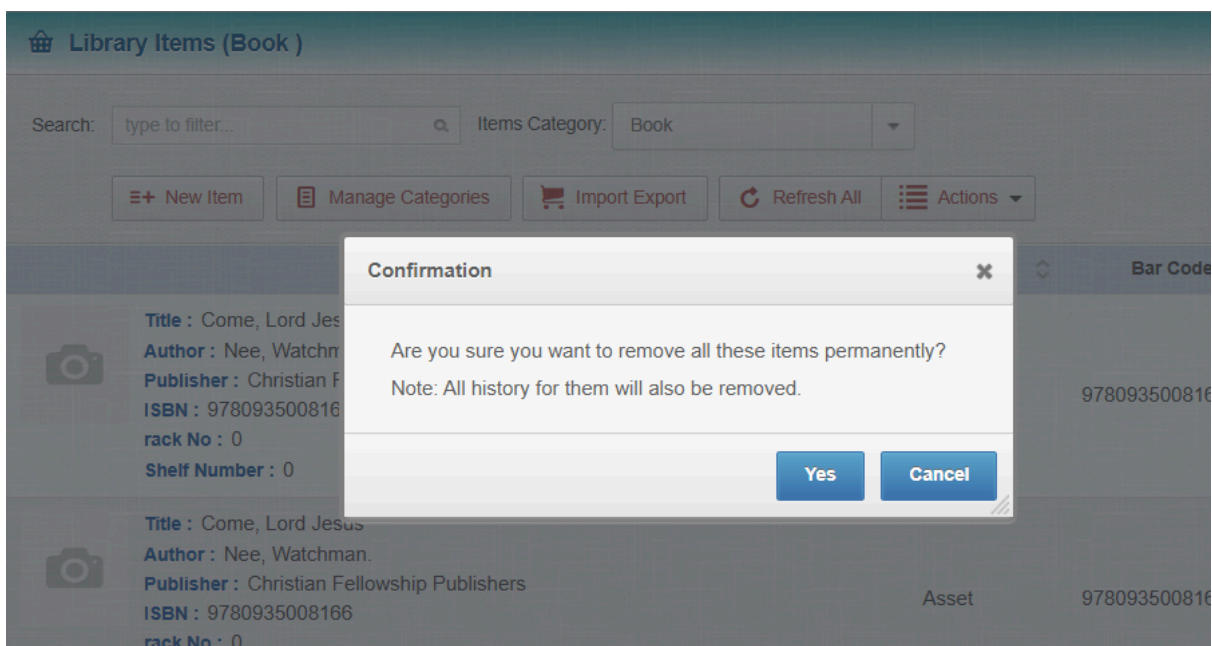 Library Items (Book )
Search: type to filter... Items Category: Book
New Item Manage Categories Import Export Refresh All Actions
Bar Code
Confirmation
Are you sure you want to remove all these items permanently?
Note: All history for them will also be removed.
Yes Cancel
Title : Come, Lord Jes
Author : Nee, Watchm
Publisher : Christian F
ISBN : 978093500816
978093500816
rack No : 0
Shelf Number : 0
Title : Come, Lord Jesus
Author : Nee, Watchman.
Publisher : Christian Fellowship Publishers
Asset 978093500816
ISBN : 9780935008166
rack No : 0